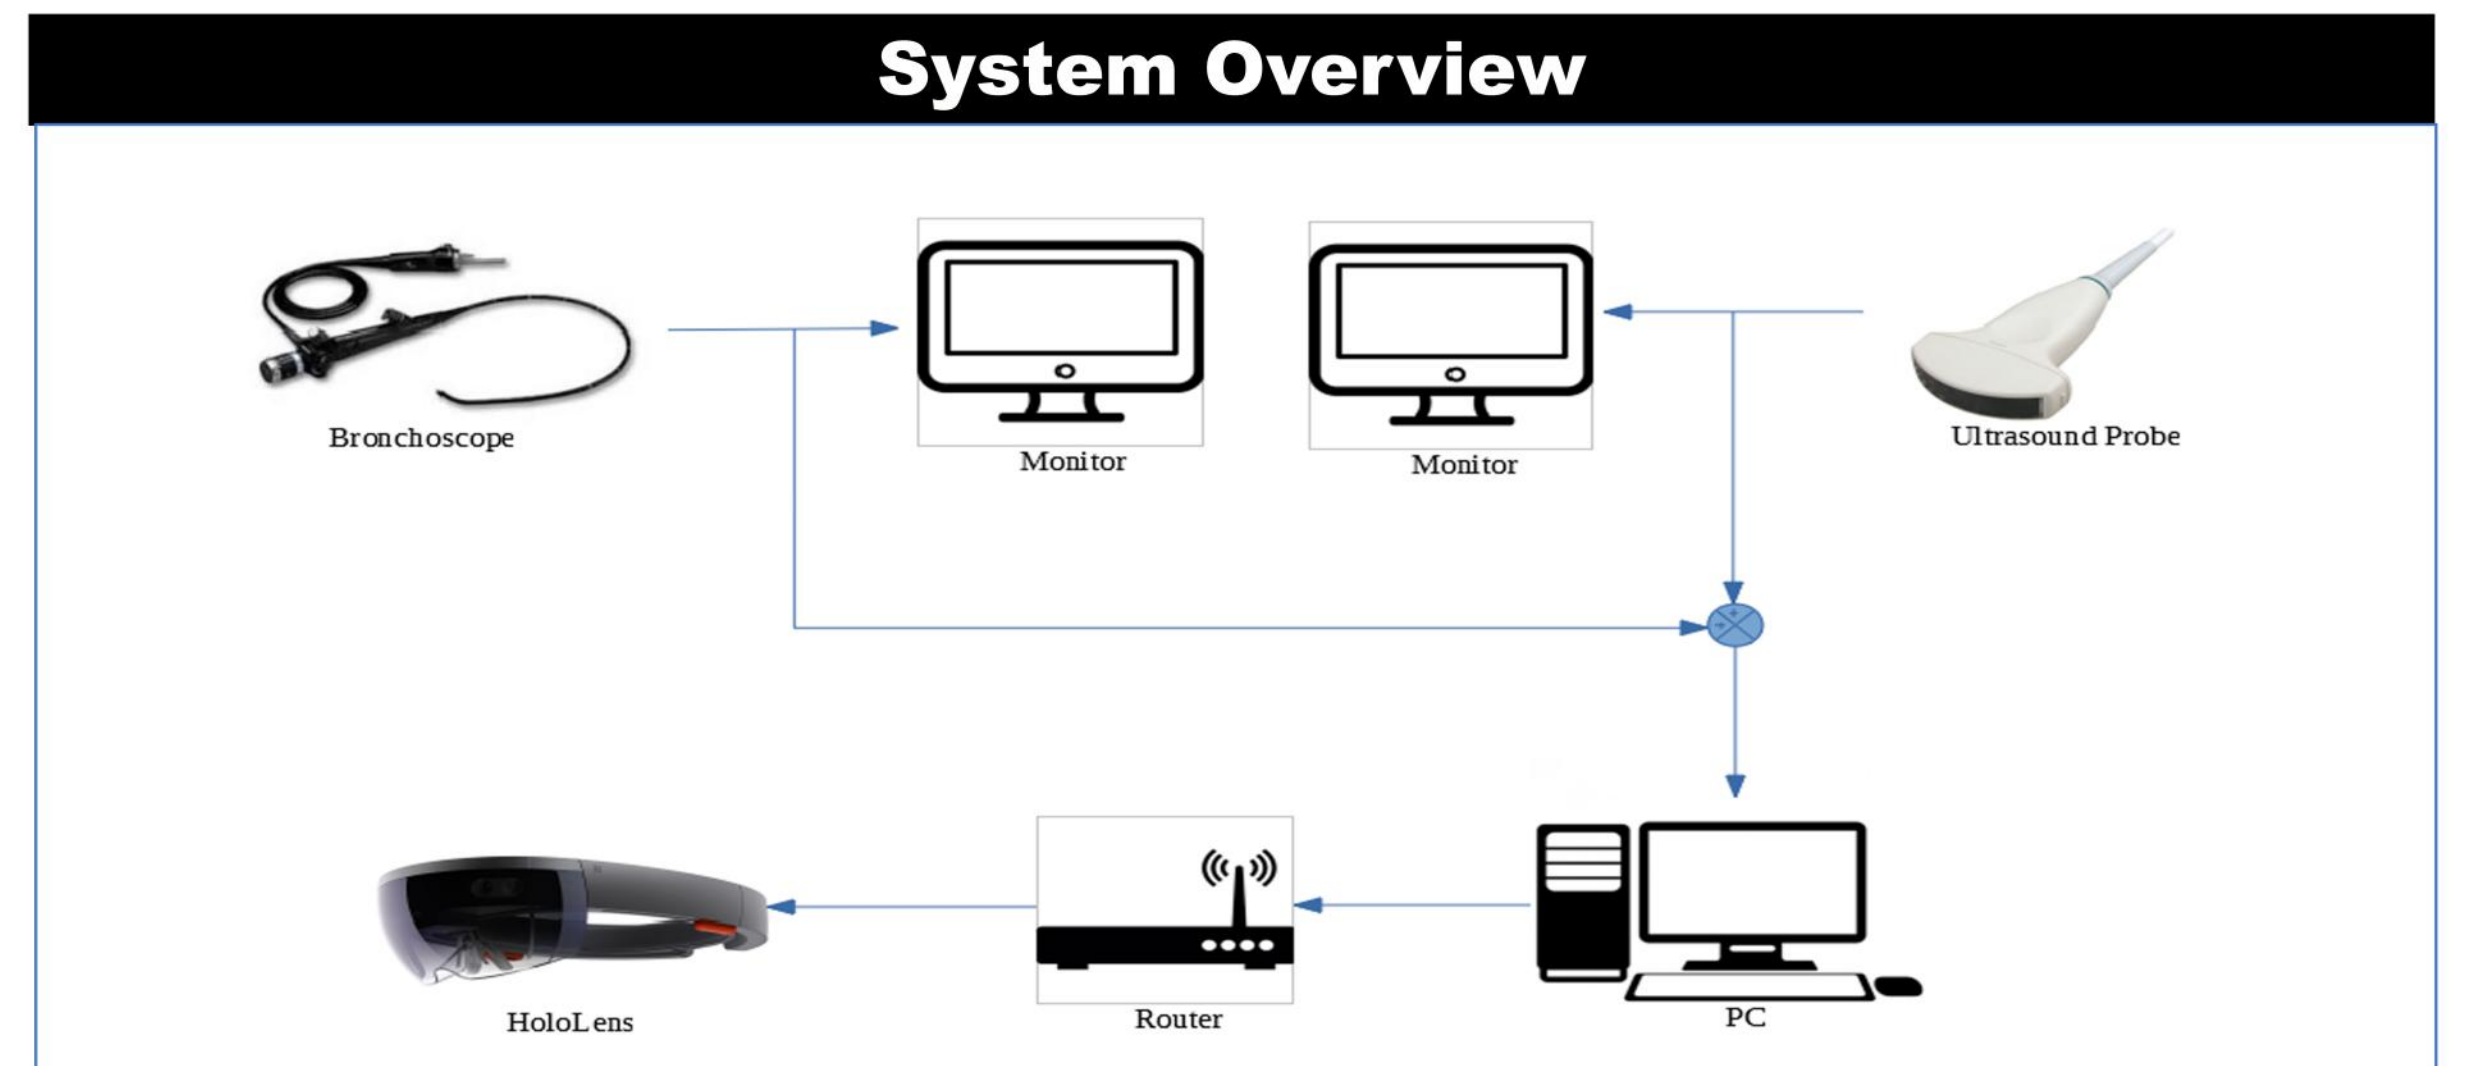 System Overview
Bronchoscope
Monitor
Monitor
Ultrasound Probe
+
+
HoloLens
Router
PC